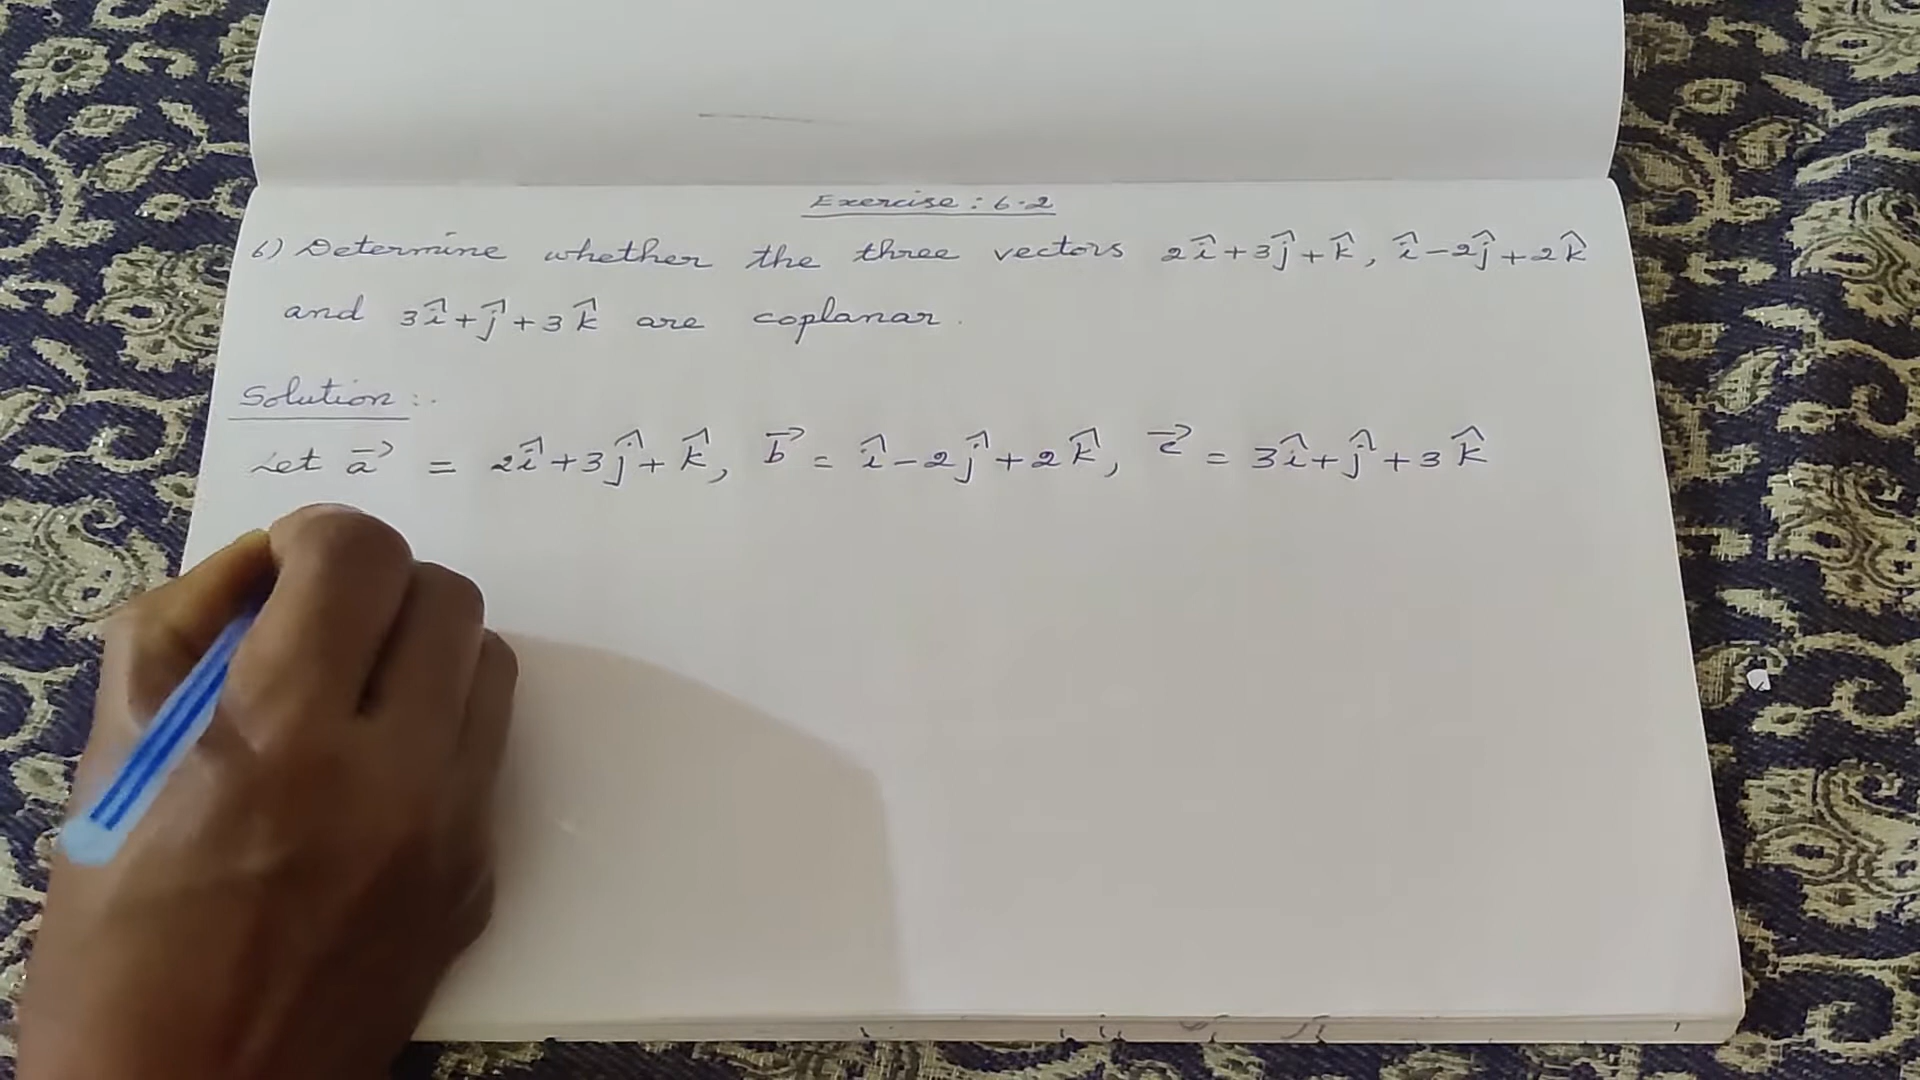 Exercise : 6.2
6) Determine whether the three vectors 2î+3ĵ+k̂, î-2ĵ+2k̂
and 3î+ĵ+3k̂ are coplanar.
Solution :-
Let a⃗ = 2î+3ĵ+k̂, b⃗ = î-2ĵ+2k̂, c⃗ = 3î+ĵ+3k̂